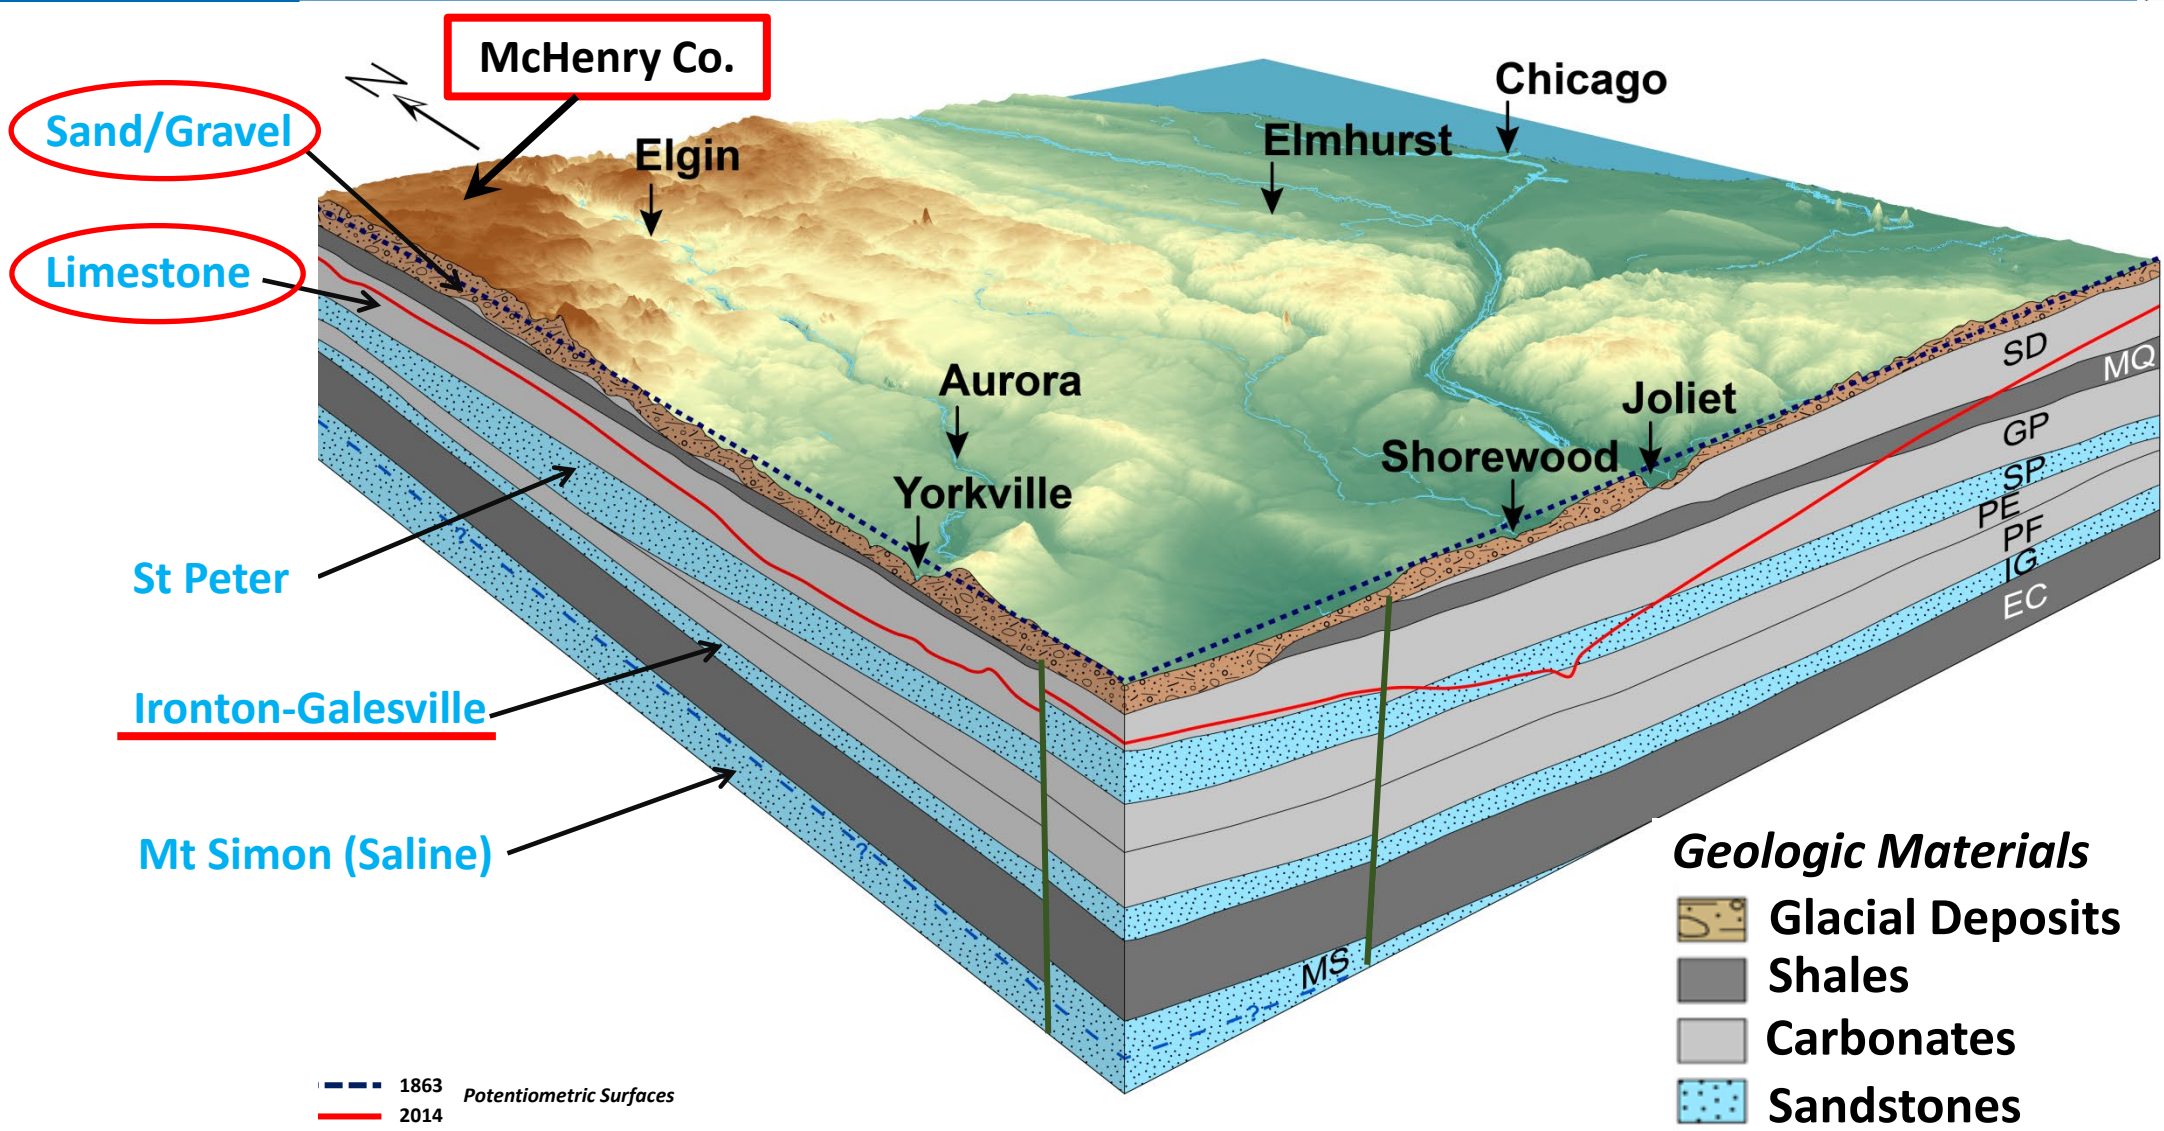 McHenry Co.
N
Sand/Gravel
Limestone
St Peter
Ironton-Galesville
Mt Simon (Saline)
Elgin
Elmhurst
Chicago
Aurora
Yorkville
Shorewood
Joliet
SD
MQ
GP
SP
PE
PF
IG
EC
MS
?
?
?
1863
2014
Potentiometric Surfaces
Geologic Materials
Glacial Deposits
Shales
Carbonates
Sandstones